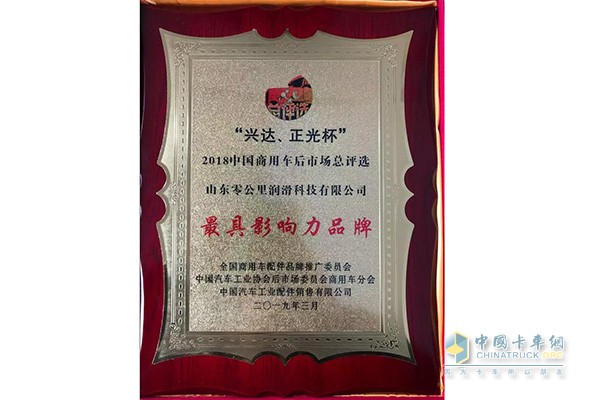 总评选
“兴达、正光杯”
2018中国商用车后市场总评选
山东零公里润滑科技有限公司
最具影响力品牌
全国商用车配件品牌推广委员会
中国汽车工业协会后市场委员会商用车分会
中国汽车工业配件销售有限公司
二〇一九年三月
中国卡车网
CHINATRUCK.ORG